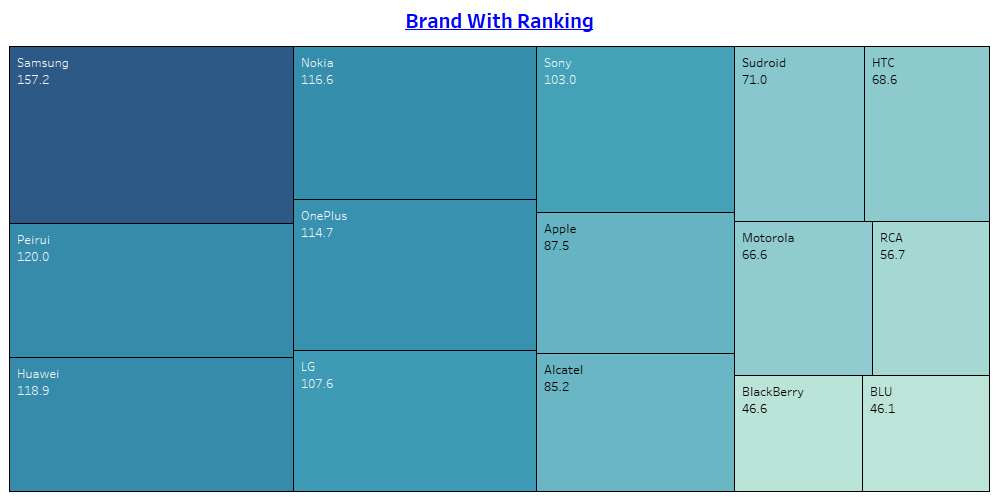 Brand With Ranking
Samsung
157.2
Peirui
120.0
Huawei
118.9
Nokia
116.6
OnePlus
114.7
LG
107.6
Sony
103.0
Apple
87.5
Alcatel
85.2
Sudroid
71.0
HTC
68.6
Motorola
66.6
RCA
56.7
BlackBerry
46.6
BLU
46.1